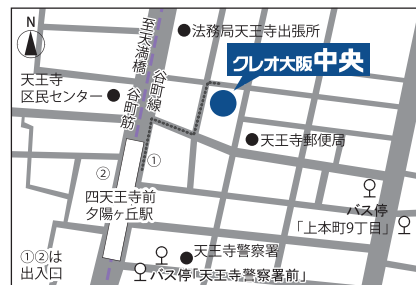 N
至天満橋
法務局天王寺出張所
クレオ大阪中央
天王寺
区民センター
谷町線
谷町筋
天王寺郵便局
②
①
四天王寺前
夕陽ヶ丘駅
バス停
「上本町9丁目」
①②は
出入口
天王寺警察署
バス停「天王寺警察署前」